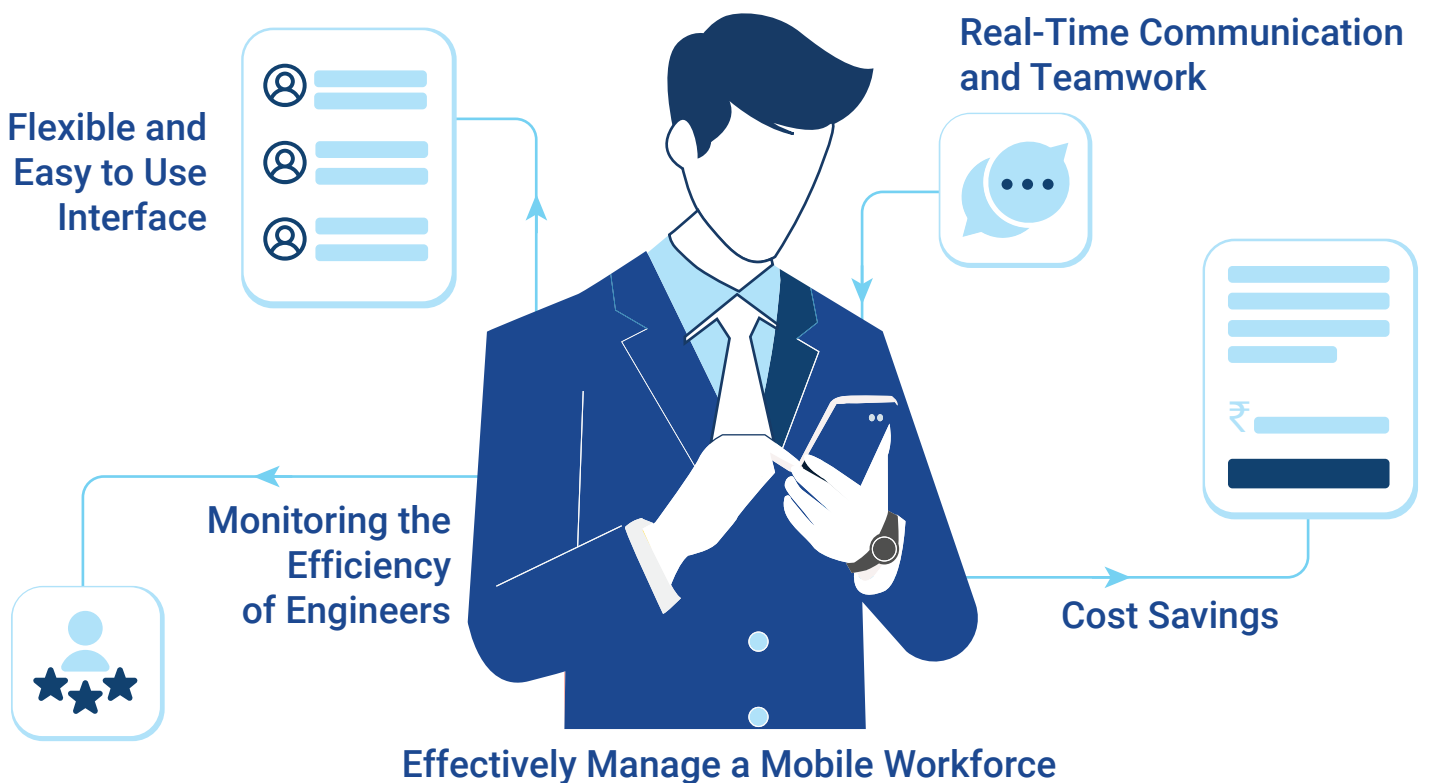 Real-Time Communication
and Teamwork
Flexible and
Easy to Use
Interface
₹
Monitoring the
Efficiency
of Engineers
Cost Savings
Effectively Manage a Mobile Workforce